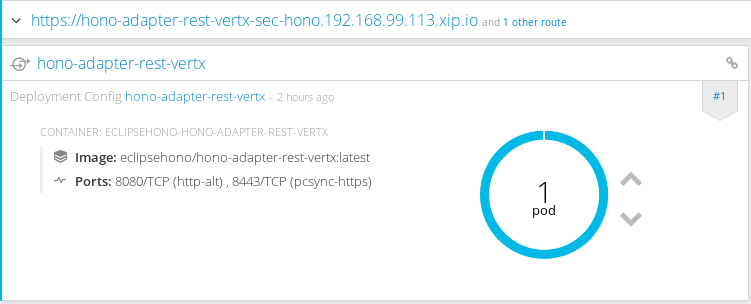 https://hono-adapter-rest-vertx-sec-hono.192.168.99.113.xip.io and 1 other route
hono-adapter-rest-vertx
Deployment Config hono-adapter-rest-vertx – 2 hours ago
#1
CONTAINER: ECLIPSEHONO-HONO-ADAPTER-REST-VERTX
Image: eclipsehono/hono-adapter-rest-vertx:latest
Ports: 8080/TCP (http-alt) , 8443/TCP (pcsync-https)
1
pod